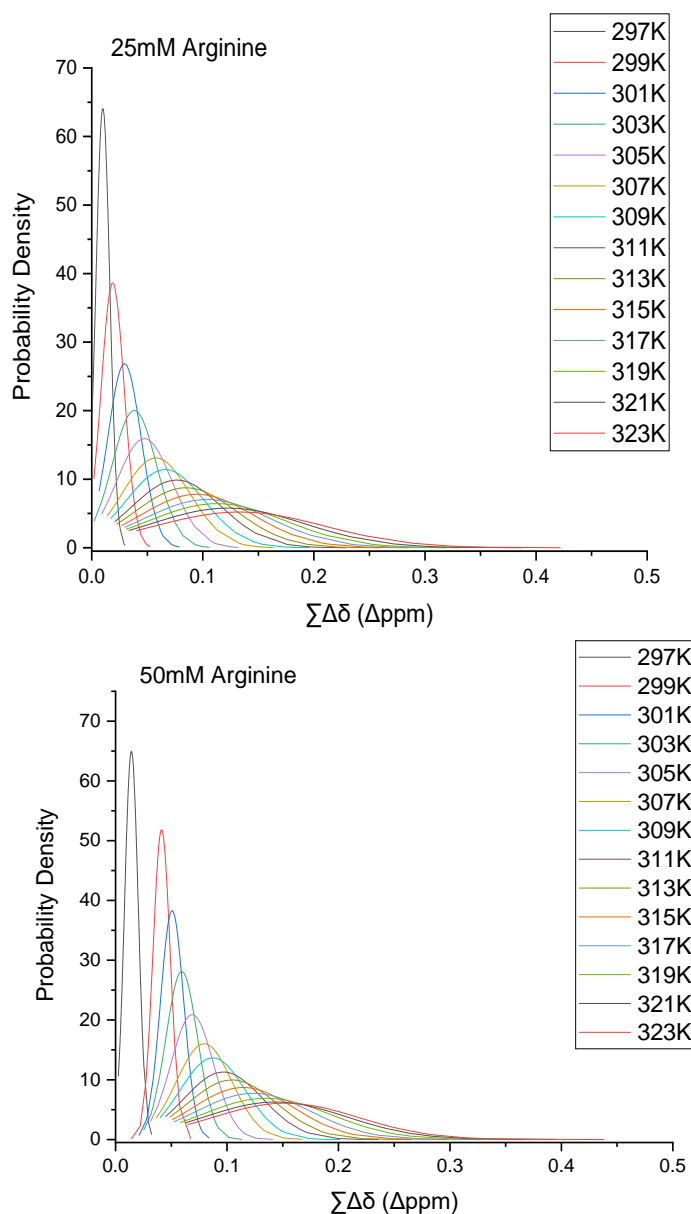 25mM Arginine
297K
299K
301K
303K
305K
307K
309K
311K
313K
315K
317K
319K
321K
323K
Probability Density
70
60
50
40
30
20
10
0
0.0 0.1 0.2 0.3 0.4 0.5
∑Δδ (Δppm)
50mM Arginine
297K
299K
301K
303K
305K
307K
309K
311K
313K
315K
317K
319K
321K
323K
Probability Density
70
60
50
40
30
20
10
0
0.0 0.1 0.2 0.3 0.4 0.5
∑Δδ (Δppm)